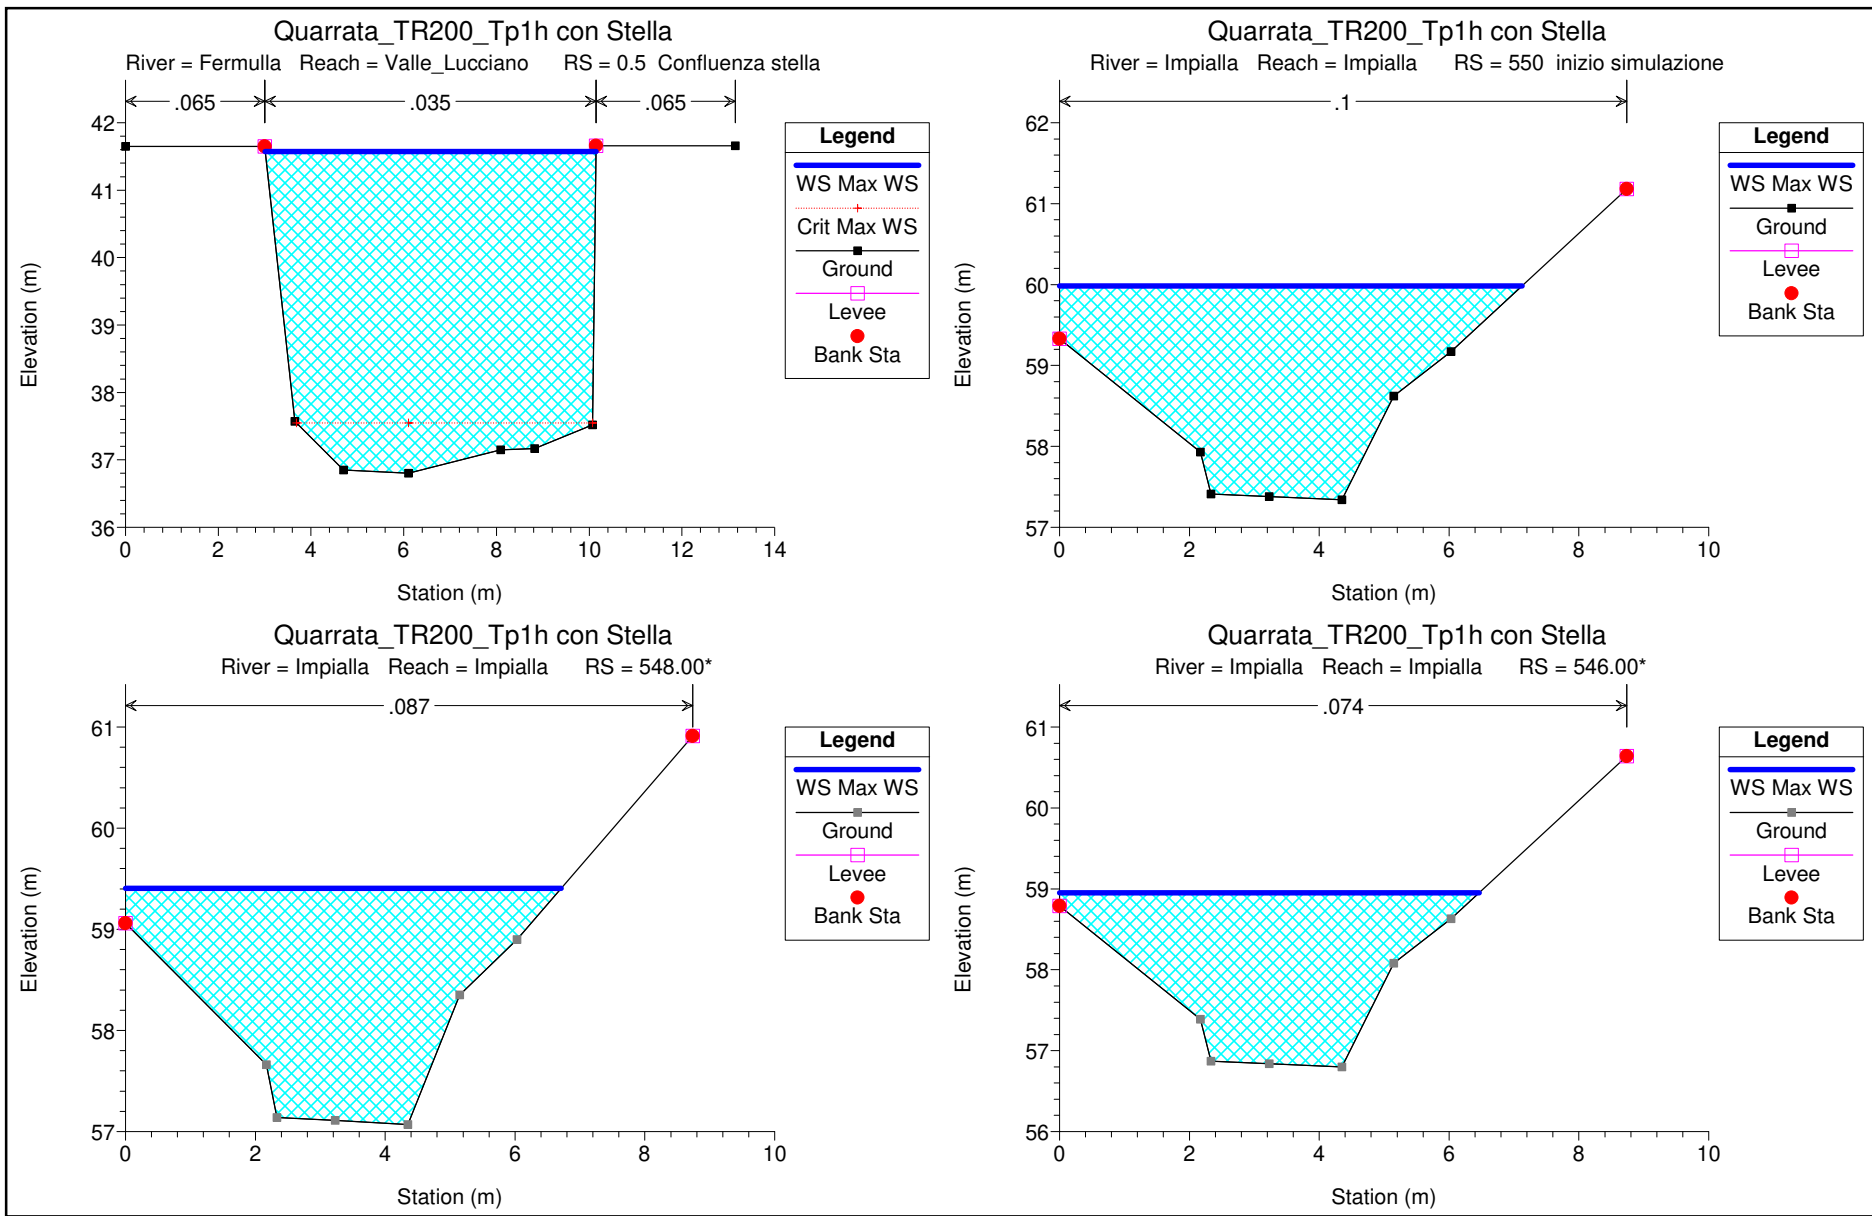 Quarrata_TR200_Tp1h con Stella
River = Fermulla Reach = Valle_Lucciano RS = 0.5 Confluenza stella
.065 .035 .065
42
41
40
39
38
37
36
0 2 4 6 8 10 12 14
Elevation (m)
Station (m)
Legend
WS Max WS
Crit Max WS
Ground
Levee
Bank Sta
Quarrata_TR200_Tp1h con Stella
River = Impialla Reach = Impialla RS = 550 inizio simulazione
.1
62
61
60
59
58
57
0 2 4 6 8 10
Elevation (m)
Station (m)
Legend
WS Max WS
Ground
Levee
Bank Sta
Quarrata_TR200_Tp1h con Stella
River = Impialla Reach = Impialla RS = 548.00*
.087
61
60
59
58
57
0 2 4 6 8 10
Elevation (m)
Station (m)
Legend
WS Max WS
Ground
Levee
Bank Sta
Quarrata_TR200_Tp1h con Stella
River = Impialla Reach = Impialla RS = 546.00*
.074
61
60
59
58
57
56
0 2 4 6 8 10
Elevation (m)
Station (m)
Legend
WS Max WS
Ground
Levee
Bank Sta